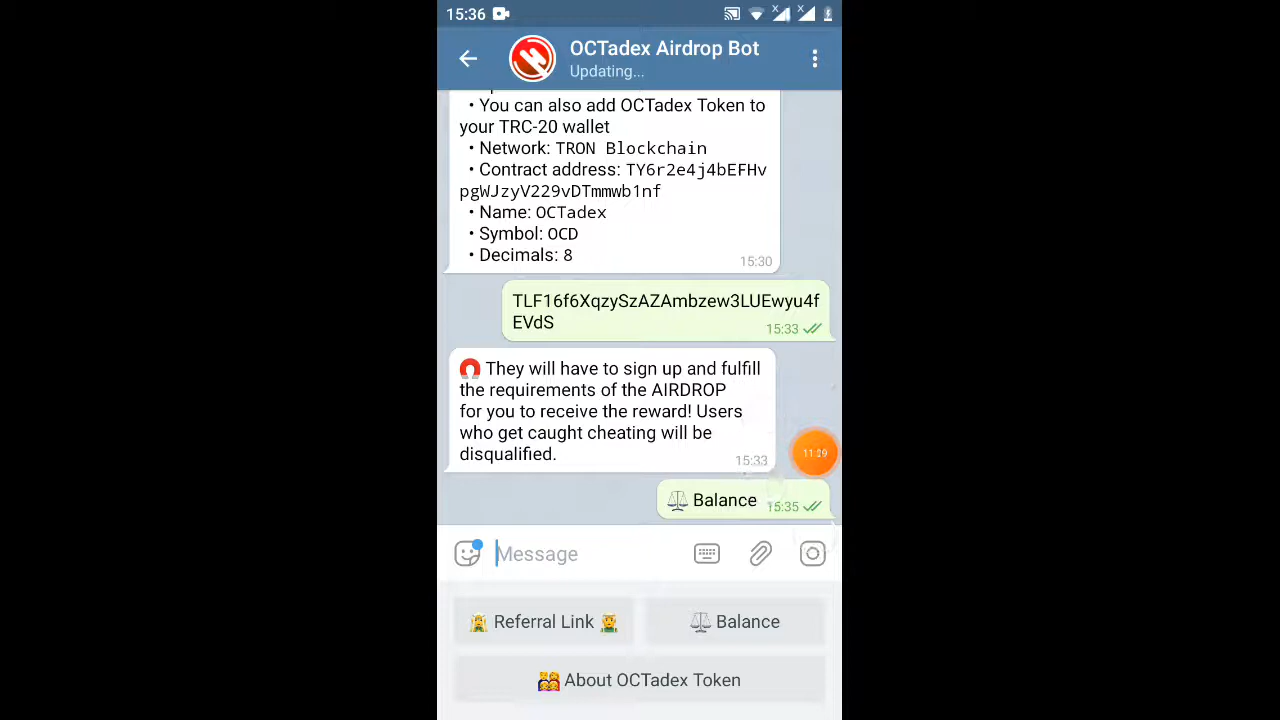 15:36
OCTadex Airdrop Bot
Updating...
• You can also add OCTadex Token to
your TRC-20 wallet
• Network: TRON Blockchain
• Contract address: TY6r2e4j4bEFHv
pgWJzyV229vDTmmwb1nf
• Name: OCTadex
• Symbol: OCD
• Decimals: 8
15:30
TLF16f6XqzySzAZAmbzew3LUEwyu4f
EVdS
15:33
They will have to sign up and fulfill
the requirements of the AIRDROP
for you to receive the reward! Users
who get caught cheating will be
disqualified.
15:33
Balance
15:35
Message
Referral Link
Balance
About OCTadex Token